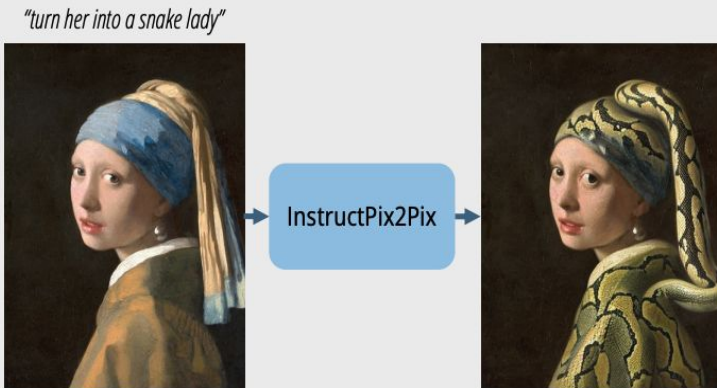 "turn her into a snake lady"
InstructPix2Pix